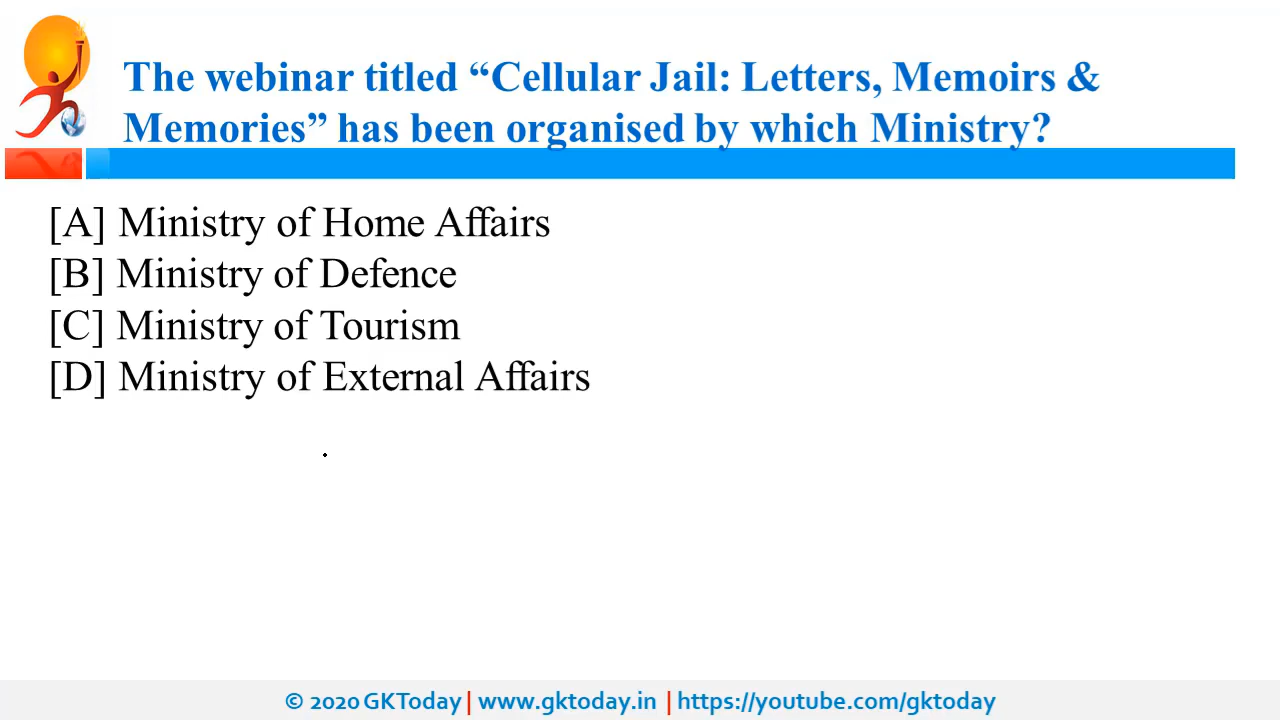 The webinar titled “Cellular Jail: Letters, Memoirs &
Memories” has been organised by which Ministry?
[A] Ministry of Home Affairs
[B] Ministry of Defence
[C] Ministry of Tourism
[D] Ministry of External Affairs
© 2020 GKToday | www.gktoday.in | https://youtube.com/gktoday